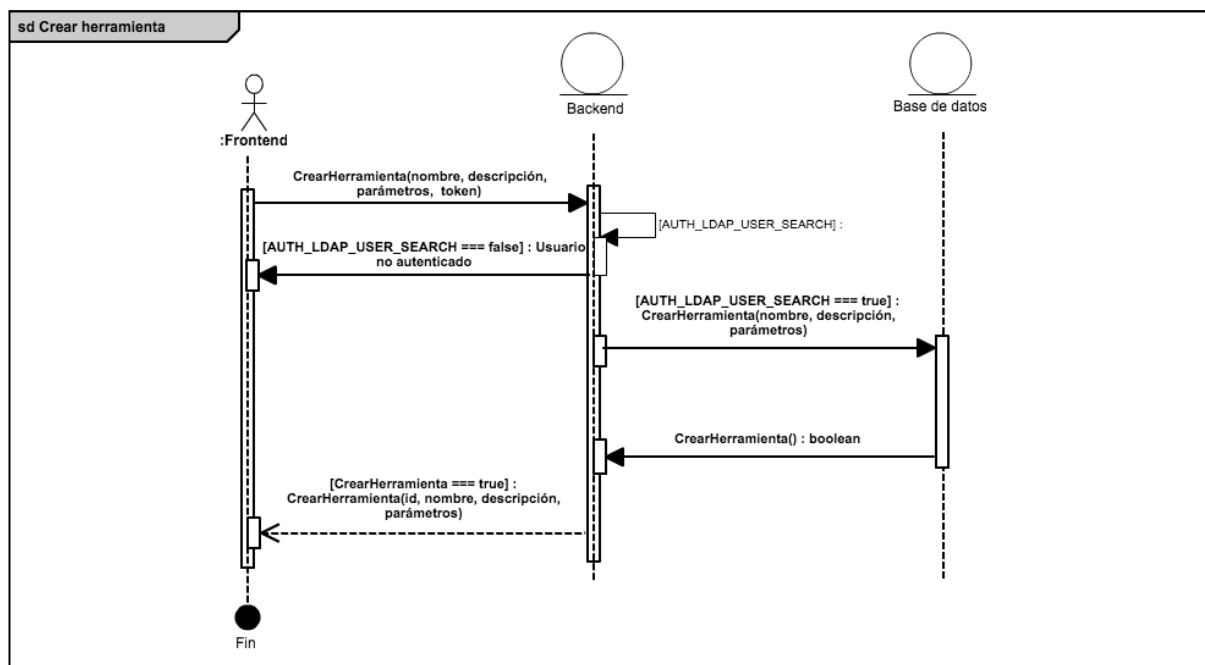 sd Crear herramienta
Backend
Base de datos
:Frontend
CrearHerramienta(nombre, descripción,
parámetros, token)
[AUTH_LDAP_USER_SEARCH] :
[AUTH_LDAP_USER_SEARCH === false] : Usuario
no autenticado
[AUTH_LDAP_USER_SEARCH === true] :
CrearHerramienta(nombre, descripción,
parámetros)
CrearHerramienta() : boolean
[CrearHerramienta === true] :
CrearHerramienta(id, nombre, descripción,
parámetros)
Fin